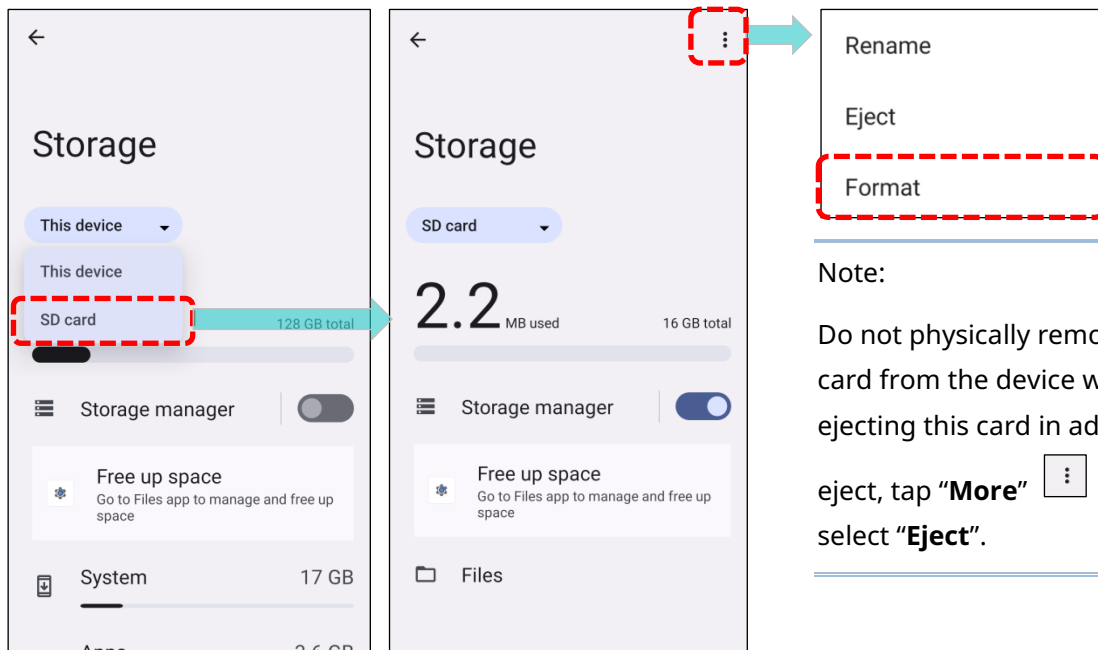 Storage
This device
This device
SD card
128 GB total
Storage manager
Free up space
Go to Files app to manage and free up
space
System
17 GB
Storage
SD card
2.2 MB used
16 GB total
Storage manager
Free up space
Go to Files app to manage and free up
space
Files
Rename
Eject
Format
Note:
Do not physically
card from the device
ejecting this card in
eject, tap “More”
select “Eject”.